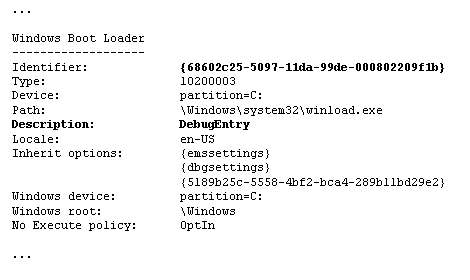 ...
Windows Boot Loader
-------------------
Identifier: {68602c25-5097-11da-99de-000802209f1b}
Type: 10200003
Device: partition=C:
Path: \Windows\system32\winload.exe
Description: DebugEntry
Locale: en-US
Inherit options: {emssettings}
{dbgsettings}
{5189b25c-5558-4bf2-bca4-289b11bd29e2}
Windows device: partition=C:
Windows root: \Windows
No Execute policy: OptIn
...